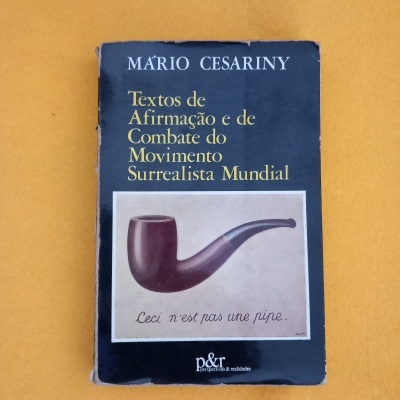 MÁRIO CESARINY
Textos de
Afirmação e de
Combate do
Movimento
Surrealista Mundial
Ceci n'est pas une pipe.
p&r
perspectivas & realidades